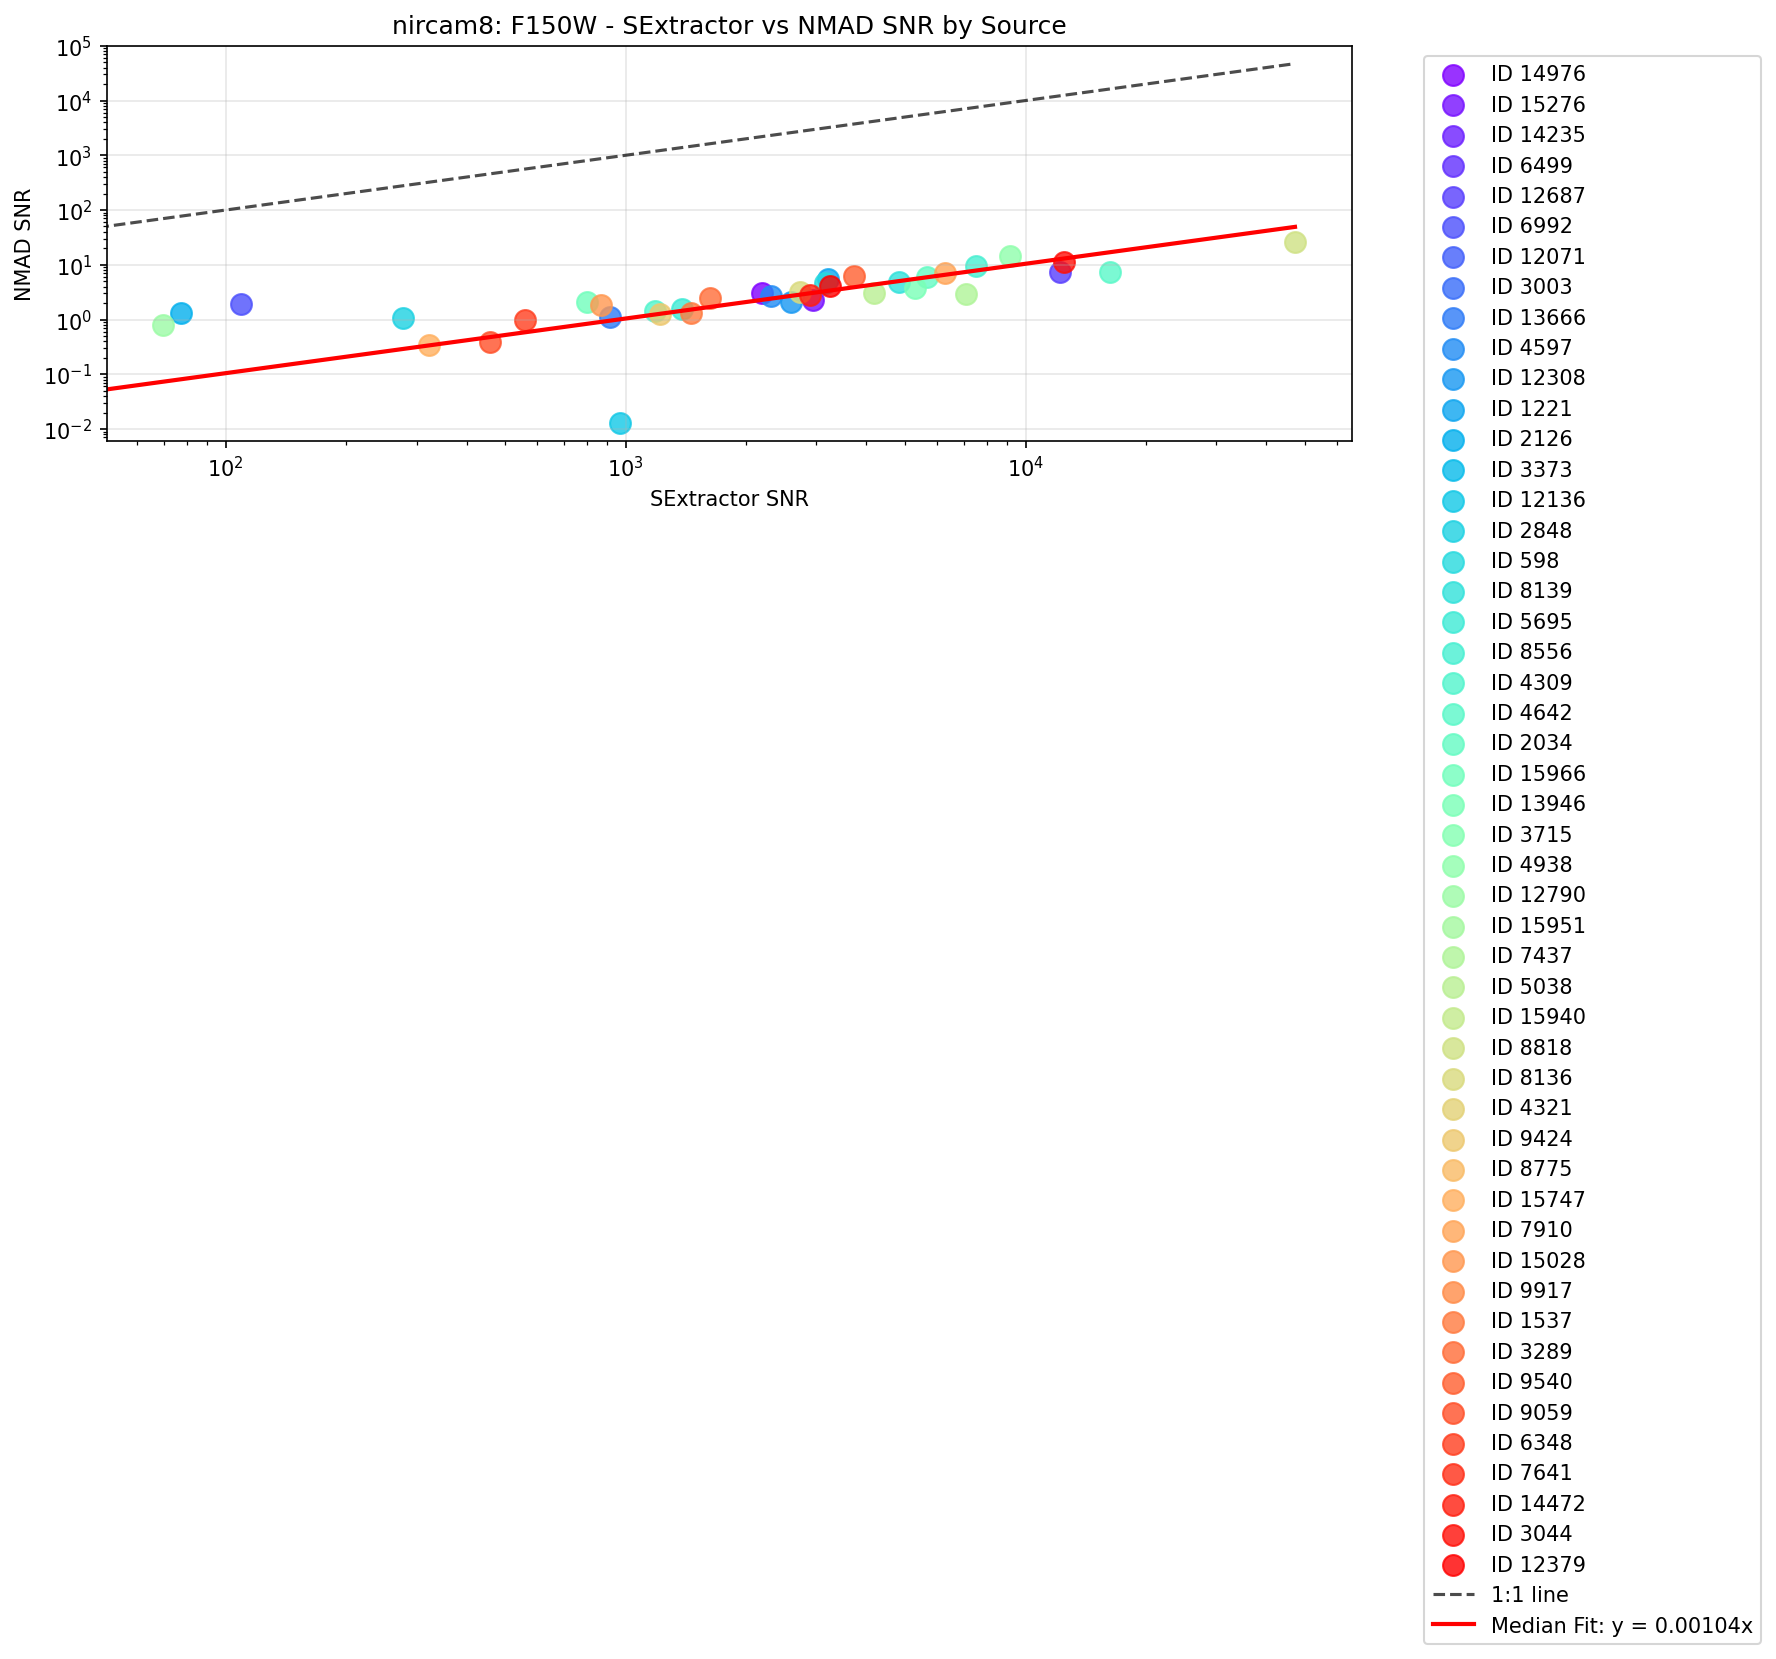 nircam8: F150W - SExtractor vs NMAD SNR by Source
NMAD SNR
10^5
10^4
10^3
10^2
10^1
10^0
10^−1
10^−2
10^2
10^3
10^4
SExtractor SNR
ID 14976
ID 15276
ID 14235
ID 6499
ID 12687
ID 6992
ID 12071
ID 3003
ID 13666
ID 4597
ID 12308
ID 1221
ID 2126
ID 3373
ID 12136
ID 2848
ID 598
ID 8139
ID 5695
ID 8556
ID 4309
ID 4642
ID 2034
ID 15966
ID 13946
ID 3715
ID 4938
ID 12790
ID 15951
ID 7437
ID 5038
ID 15940
ID 8818
ID 8136
ID 4321
ID 9424
ID 8775
ID 15747
ID 7910
ID 15028
ID 9917
ID 1537
ID 3289
ID 9540
ID 9059
ID 6348
ID 7641
ID 14472
ID 3044
ID 12379
1:1 line
Median Fit: y = 0.00104x